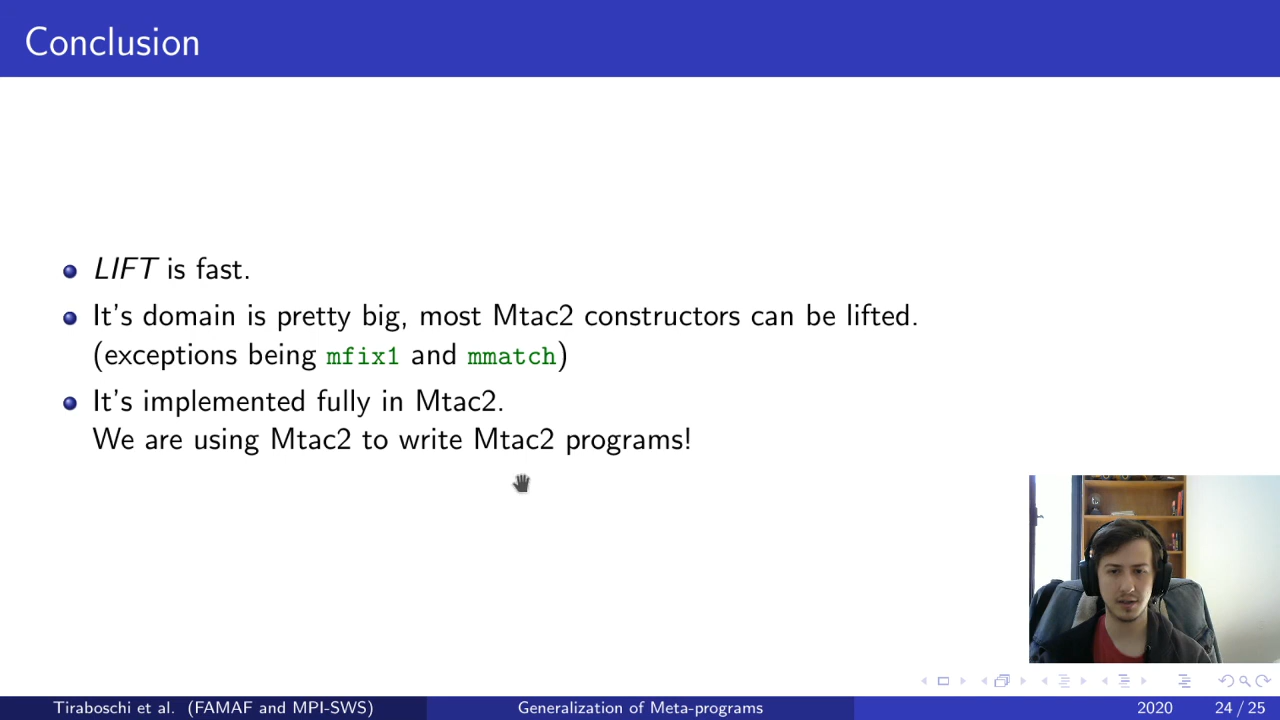 Conclusion
LIFT is fast.
It's domain is pretty big, most Mtac2 constructors can be lifted.
(exceptions being mfix1 and mmatch)
It's implemented fully in Mtac2.
We are using Mtac2 to write Mtac2 programs!
Tiraboschi et al. (FAMAF and MPI-SWS) Generalization of Meta-programs 2020 24 / 25